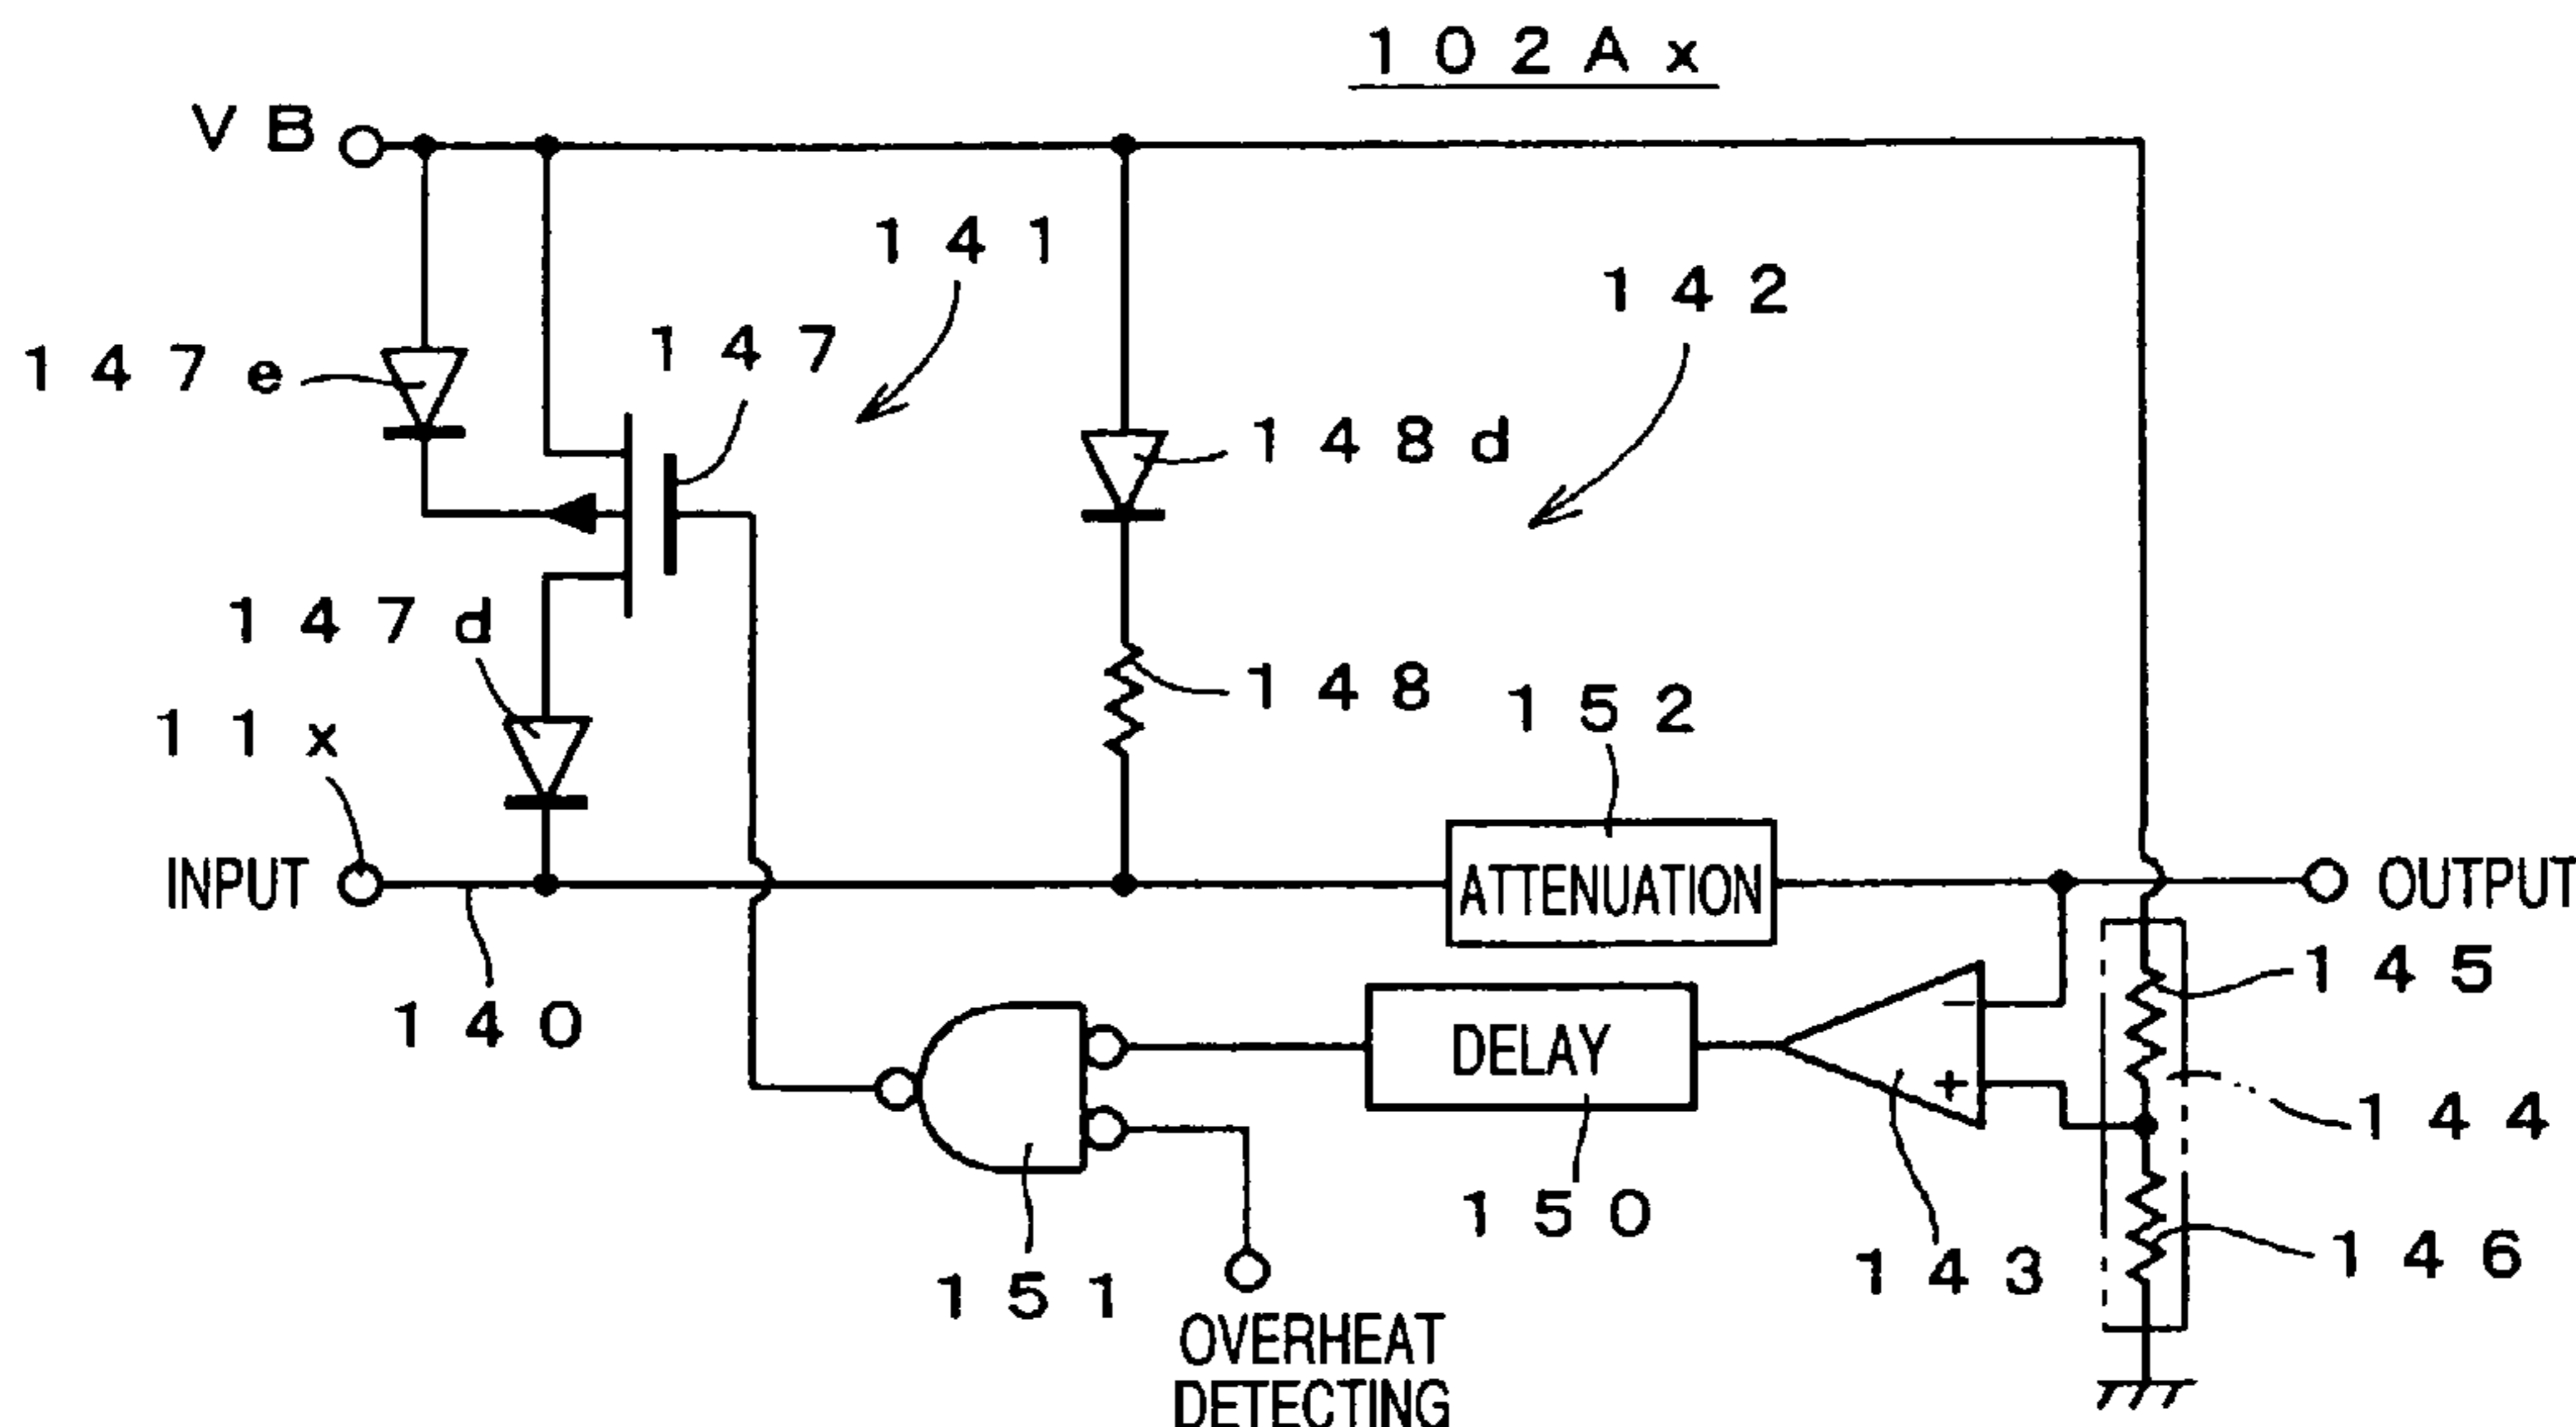 102Ax
VB
141
142
147
147e
148d
147d
148
11x
152
INPUT
ATTENUATION
OUTPUT
145
140
DELAY
−
+
144
150
143
146
151
OVERHEAT
DETECTING